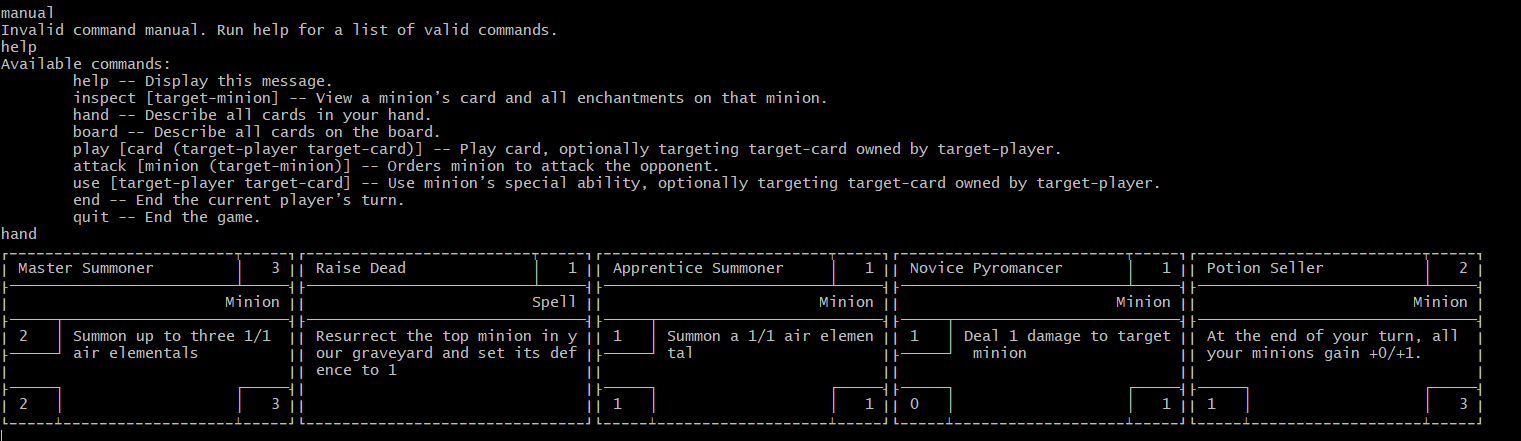 manual
Invalid command manual. Run help for a list of valid commands.
help
Available commands:
help -- Display this message.
inspect [target-minion] -- View a minion’s card and all enchantments on that minion.
hand -- Describe all cards in your hand.
board -- Describe all cards on the board.
play [card (target-player target-card)] -- Play card, optionally targeting target-card owned by target-player.
attack [minion (target-minion)] -- Orders minion to attack the opponent.
use [target-player target-card] -- Use minion’s special ability, optionally targeting target-card owned by target-player.
end -- End the current player’s turn.
quit -- End the game.
hand
Master Summoner 3 Raise Dead 1 Apprentice Summoner 1 Novice Pyromancer 1 Potion Seller 2
Minion Spell Minion Minion Minion
2 Summon up to three 1/1 Resurrect the top minion in y 1 Summon a 1/1 air elemen 1 Deal 1 damage to target At the end of your turn, all
air elementals our graveyard and set its def tal minion your minions gain +0/+1.
ence to 1
2 3 1 1 0 1 1 3